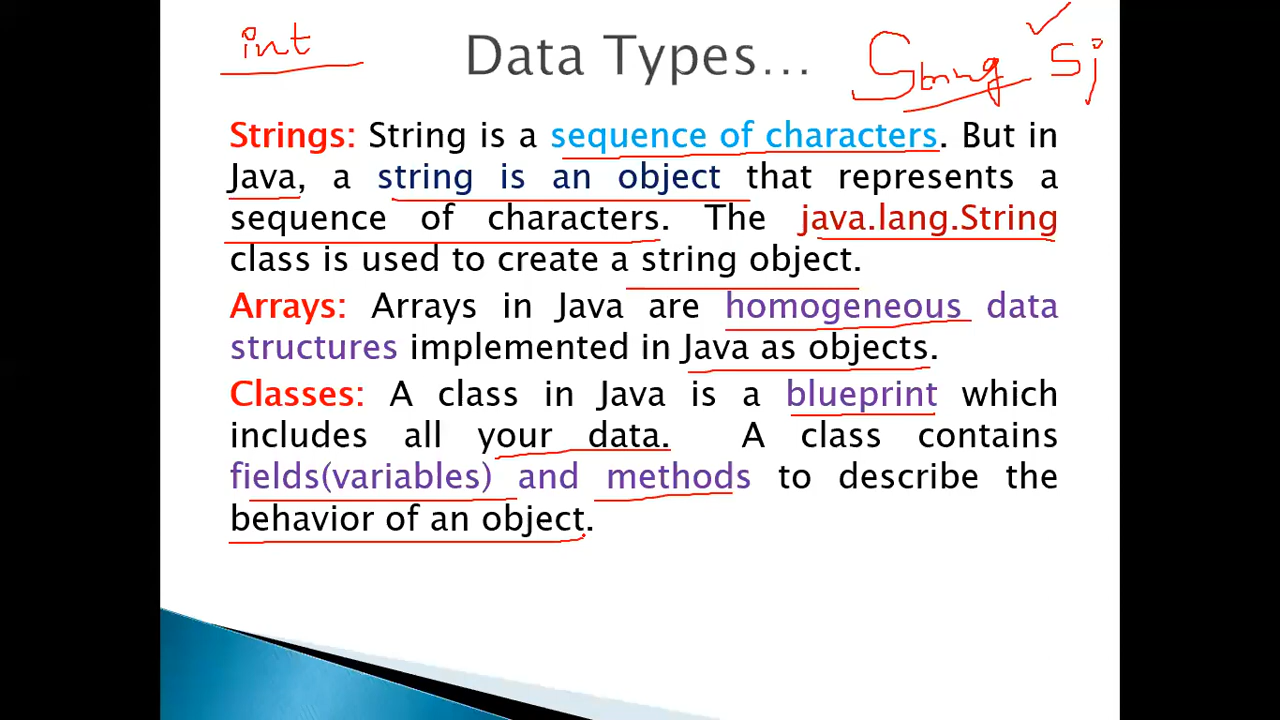 int
Data Types...
String s;
Strings: String is a sequence of characters. But in
Java, a string is an object that represents a
sequence of characters. The java.lang.String
class is used to create a string object.
Arrays: Arrays in Java are homogeneous data
structures implemented in Java as objects.
Classes: A class in Java is a blueprint which
includes all your data. A class contains
fields(variables) and methods to describe the
behavior of an object.